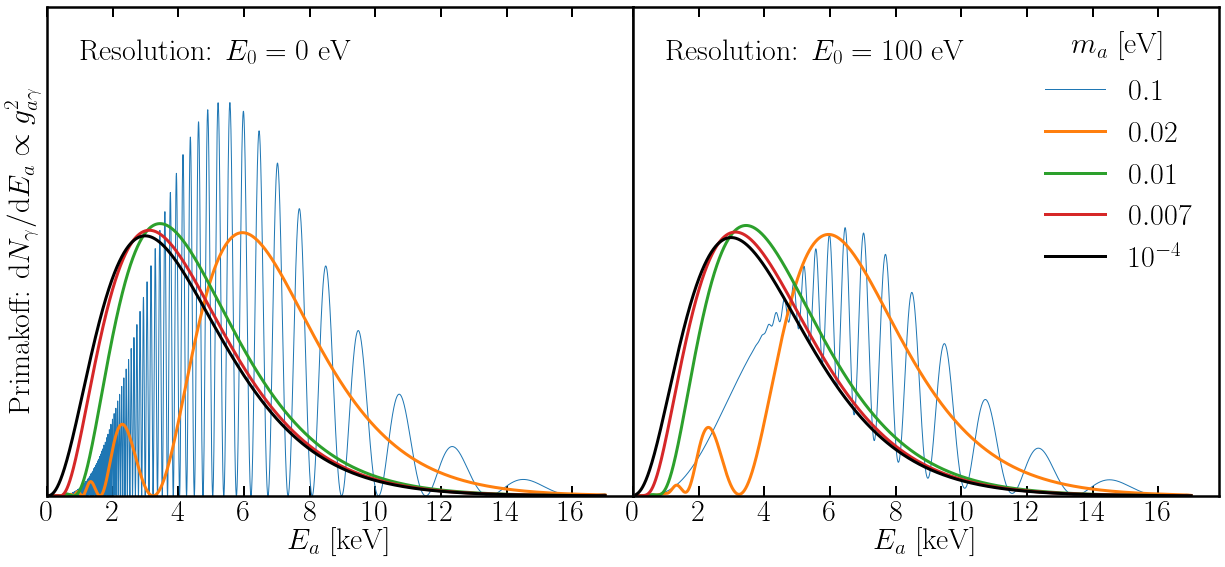 Primakoff: dN_γ/dE_a ∝ g²_{aγ}
Resolution: E₀ = 0 eV
0 2 4 6 8 10 12 14 16
E_a [keV]
Resolution: E₀ = 100 eV
m_a [eV]
0.1
0.02
0.01
0.007
10⁻⁴
0 2 4 6 8 10 12 14 16
E_a [keV]